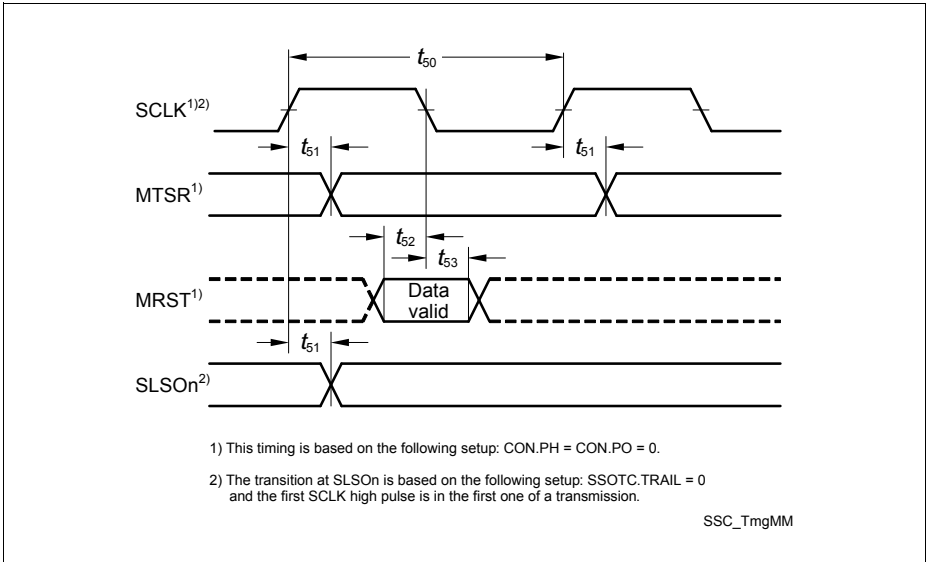 t50
SCLK1)2)
t51
t51
MTSR1)
t52
t53
MRST1)
Data
valid
t51
SLSOn2)
1) This timing is based on the following setup: CON.PH = CON.PO = 0.
2) The transition at SLSOn is based on the following setup: SSOTC.TRAIL = 0
and the first SCLK high pulse is in the first one of a transmission.
SSC_TmgMM